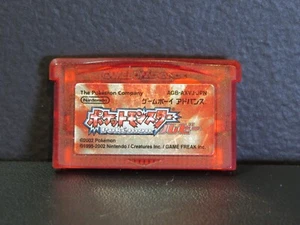 The Pokémon Company
AGB-AXVJ-JPN
Nintendo
ゲームボーイ アドバンス
ポケットモンスター
ルビー
©2002 Pokémon
©1995-2002 Nintendo / Creatures inc. / GAME FREAK inc.